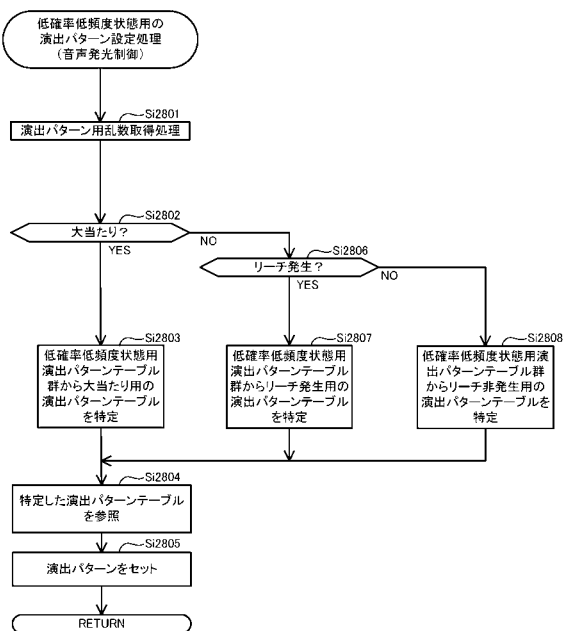 低確率低頻度状態用の
演出パターン設定処理
（音声発光制御）
Si2801
演出パターン用乱数取得処理
Si2802
大当たり？
YES
NO
Si2806
リーチ発生？
YES
NO
Si2803
低確率低頻度状態用
演出パターンテーブル
群から大当たり用の
演出パターンテーブル
を特定
Si2807
低確率低頻度状態用
演出パターンテーブル
群からリーチ発生用の
演出パターンテーブル
を特定
Si2808
低確率低頻度状態用演
出パターンテーブル群
からリーチ非発生用の
演出パターンテーブルを
特定
Si2804
特定した演出パターンテーブル
を参照
Si2805
演出パターンをセット
RETURN